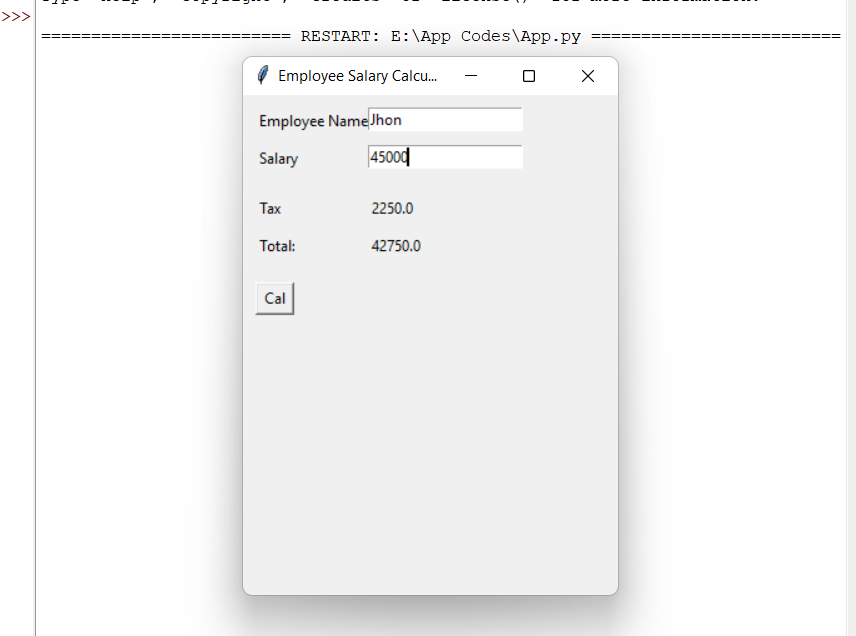 >>>
========================= RESTART: E:\App Codes\App.py =========================
Employee Salary Calcu...
Employee Name Jhon
Salary 45000
Tax 2250.0
Total: 42750.0
Cal